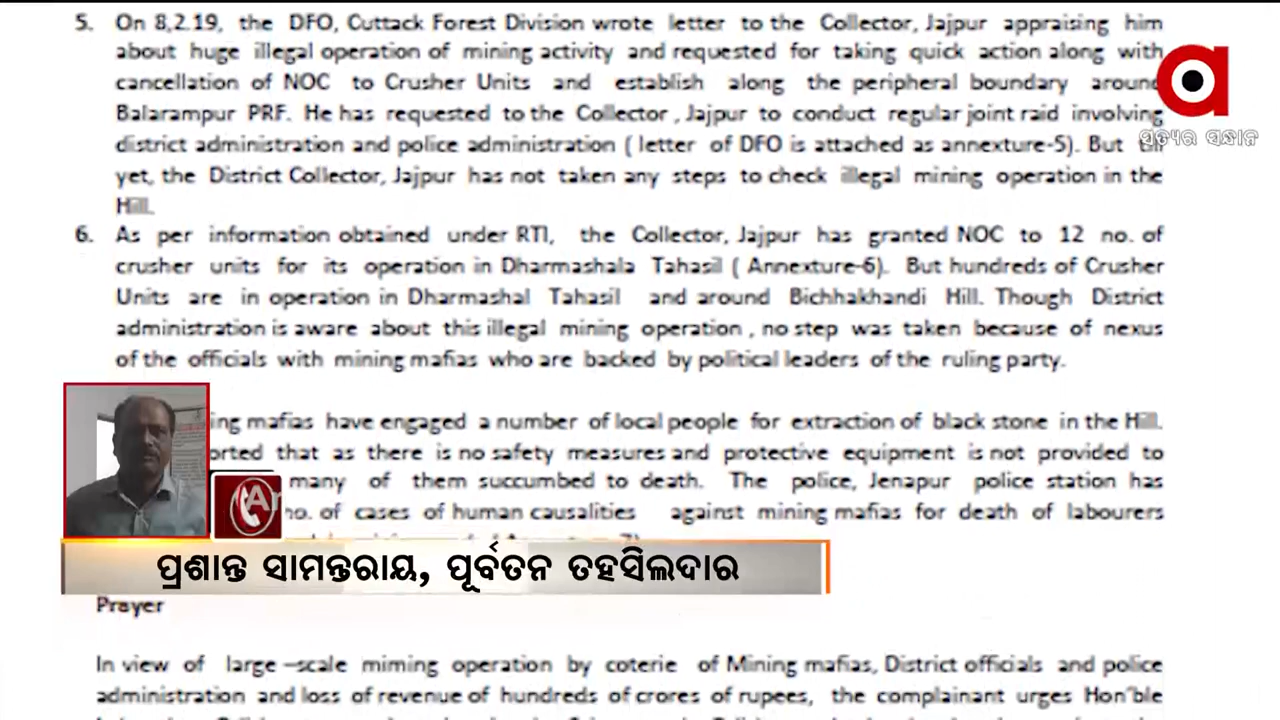 5. On 8,2.19, the DFO, Cuttack Forest Division wrote letter to the Collector, Jajpur appraising him
about huge illegal operation of mining activity and requested for taking quick action along with
cancellation of NOC to Crusher Units and establish along the peripheral boundary around
Balarampur PRF. He has requested to the Collector , Jajpur to conduct regular joint raid involving
ସତ୍ୟର ସନ୍ଧାନ
district administration and police administration ( letter of DFO is attached as annexture-5). But till
yet, the District Collector, Jajpur has not taken any steps to check illegal mining operation in the
Hill.
6. As per information obtained under RTI, the Collector, Jajpur has granted NOC to 12 no. of
crusher units for its operation in Dharmashala Tahasil ( Annexture-6). But hundreds of Crusher
Units are in operation in Dharmashal Tahasil and around Bichhakhandi Hill. Though District
administration is aware about this illegal mining operation , no step was taken because of nexus
of the officials with mining mafias who are backed by political leaders of the ruling party.
ing mafias have engaged a number of local people for extraction of black stone in the Hill.
orted that as there is no safety measures and protective equipment is not provided to
many of them succumbed to death. The police, Jenapur police station has
no. of cases of human causalities against mining mafias for death of labourers
ପ୍ରଶାନ୍ତ ସାମନ୍ତରାୟ, ପୂର୍ବତନ ତହସିଲଦାର
Prayer
In view of large –scale miming operation by coterie of Mining mafias, District officials and police
administration and loss of revenue of hundreds of crores of rupees, the complainant urges Hon'ble